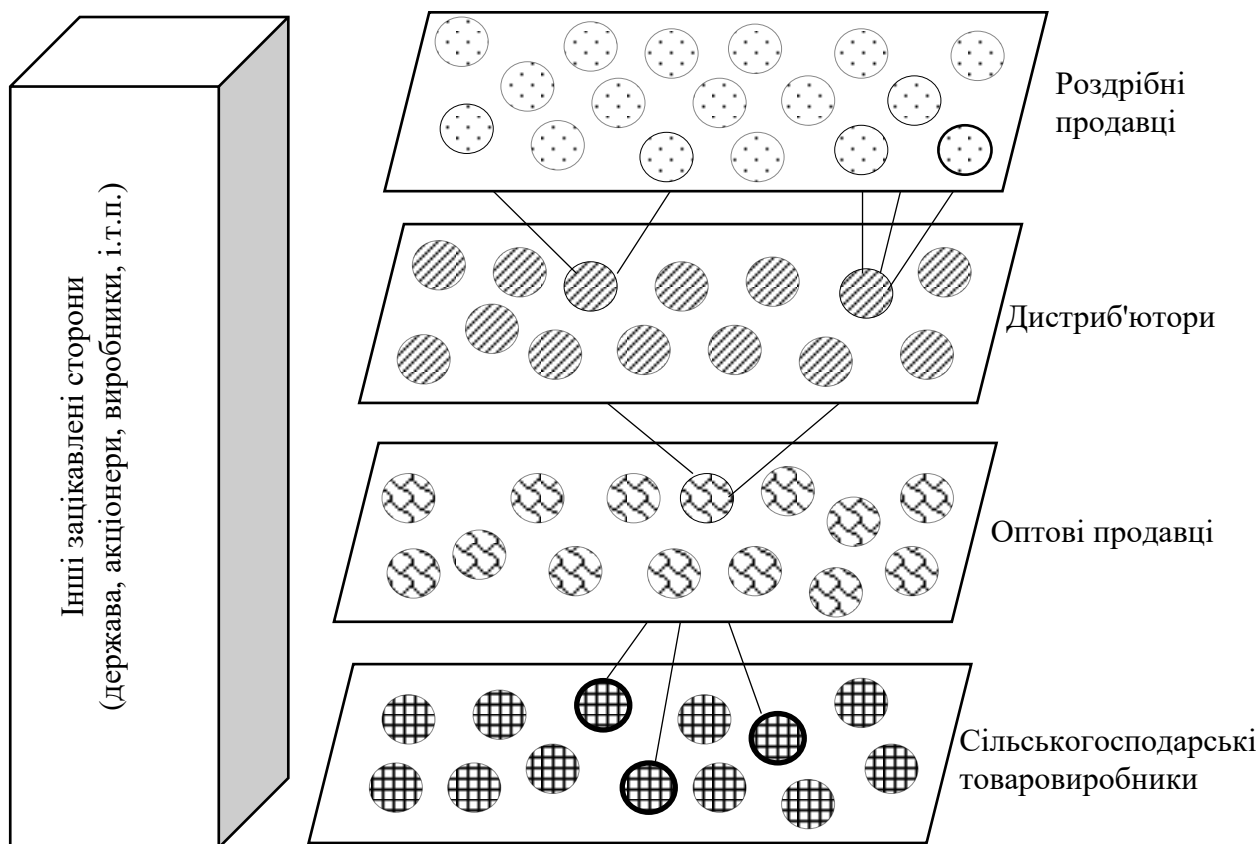 Інші зацікавлені сторони
(держава, акціонери, виробники, і.т.п.)
Роздрібні
продавці
Дистриб'ютори
Оптові продавці
Сільськогосподарські
товаровиробники